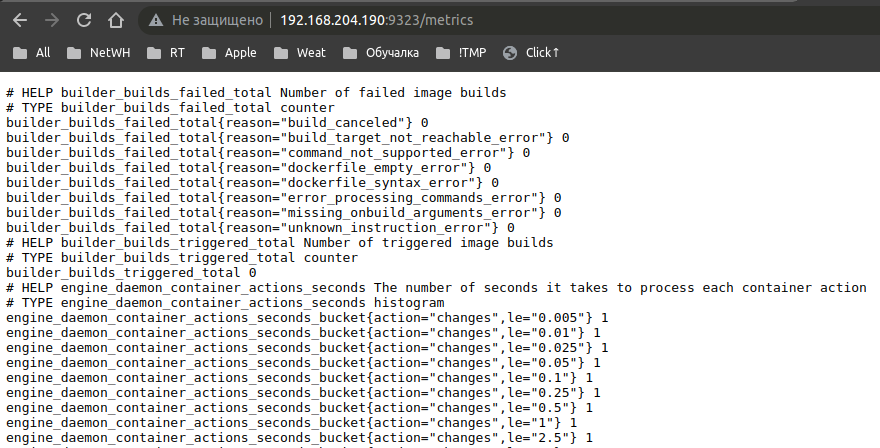 Не защищено 192.168.204.190:9323/metrics
All NetWH RT Apple Weat Обучалка !TMP Click↑
# HELP builder_builds_failed_total Number of failed image builds
# TYPE builder_builds_failed_total counter
builder_builds_failed_total{reason="build_canceled"} 0
builder_builds_failed_total{reason="build_target_not_reachable_error"} 0
builder_builds_failed_total{reason="command_not_supported_error"} 0
builder_builds_failed_total{reason="dockerfile_empty_error"} 0
builder_builds_failed_total{reason="dockerfile_syntax_error"} 0
builder_builds_failed_total{reason="error_processing_commands_error"} 0
builder_builds_failed_total{reason="missing_onbuild_arguments_error"} 0
builder_builds_failed_total{reason="unknown_instruction_error"} 0
# HELP builder_builds_triggered_total Number of triggered image builds
# TYPE builder_builds_triggered_total counter
builder_builds_triggered_total 0
# HELP engine_daemon_container_actions_seconds The number of seconds it takes to process each container action
# TYPE engine_daemon_container_actions_seconds histogram
engine_daemon_container_actions_seconds_bucket{action="changes",le="0.005"} 1
engine_daemon_container_actions_seconds_bucket{action="changes",le="0.01"} 1
engine_daemon_container_actions_seconds_bucket{action="changes",le="0.025"} 1
engine_daemon_container_actions_seconds_bucket{action="changes",le="0.05"} 1
engine_daemon_container_actions_seconds_bucket{action="changes",le="0.1"} 1
engine_daemon_container_actions_seconds_bucket{action="changes",le="0.25"} 1
engine_daemon_container_actions_seconds_bucket{action="changes",le="0.5"} 1
engine_daemon_container_actions_seconds_bucket{action="changes",le="1"} 1
engine_daemon_container_actions_seconds_bucket{action="changes",le="2.5"} 1